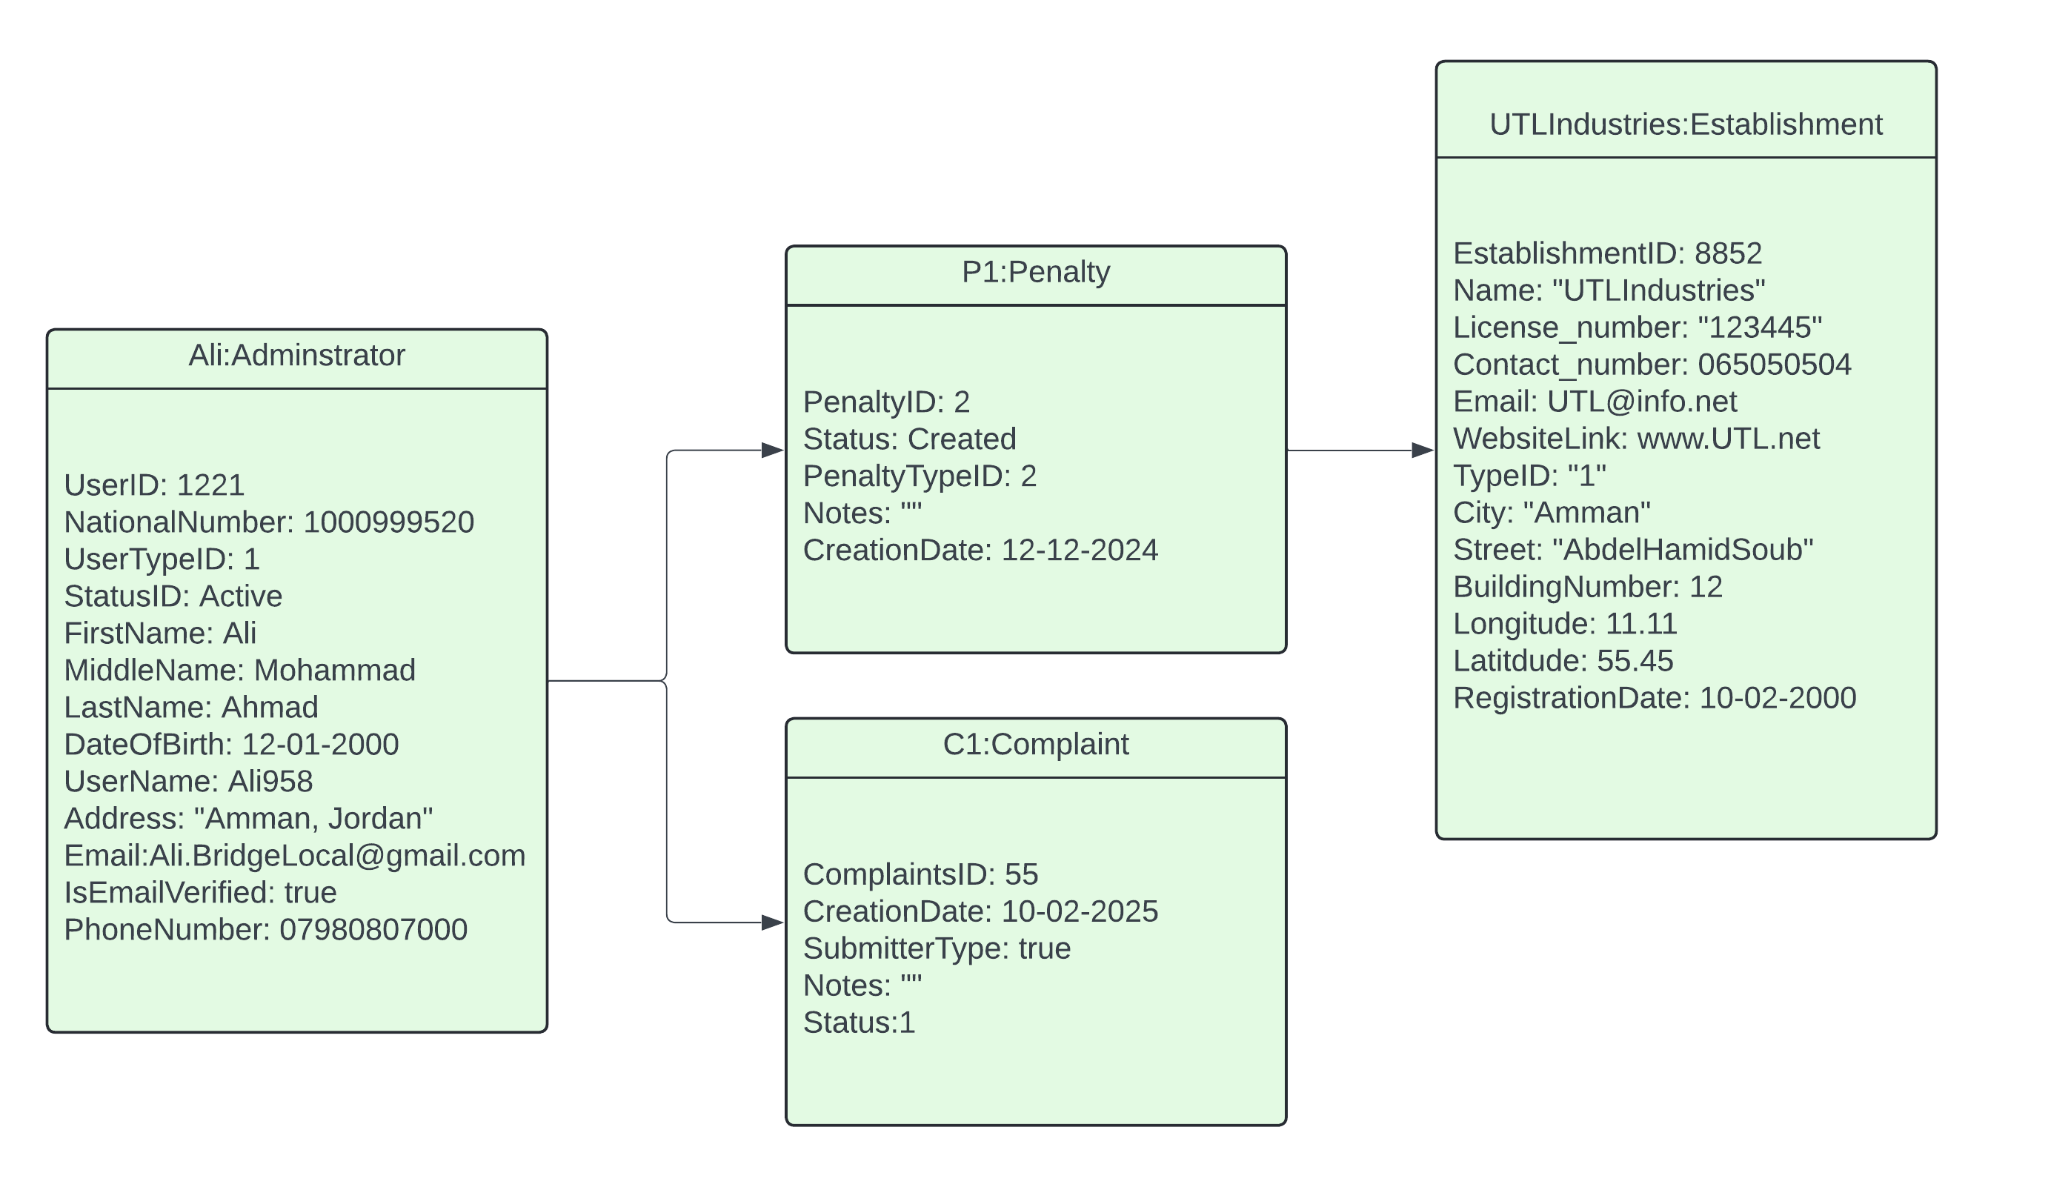 Ali:Adminstrator
UserID: 1221
NationalNumber: 1000999520
UserTypeID: 1
StatusID: Active
FirstName: Ali
MiddleName: Mohammad
LastName: Ahmad
DateOfBirth: 12-01-2000
UserName: Ali958
Address: "Amman, Jordan"
Email:Ali.BridgeLocal@gmail.com
IsEmailVerified: true
PhoneNumber: 07980807000
P1:Penalty
PenaltyID: 2
Status: Created
PenaltyTypeID: 2
Notes: ""
CreationDate: 12-12-2024
C1:Complaint
ComplaintsID: 55
CreationDate: 10-02-2025
SubmitterType: true
Notes: ""
Status:1
UTLIndustries:Establishment
EstablishmentID: 8852
Name: "UTLIndustries"
License_number: "123445"
Contact_number: 065050504
Email: UTL@info.net
WebsiteLink: www.UTL.net
TypeID: "1"
City: "Amman"
Street: "AbdelHamidSoub"
BuildingNumber: 12
Longitude: 11.11
Latitdude: 55.45
RegistrationDate: 10-02-2000